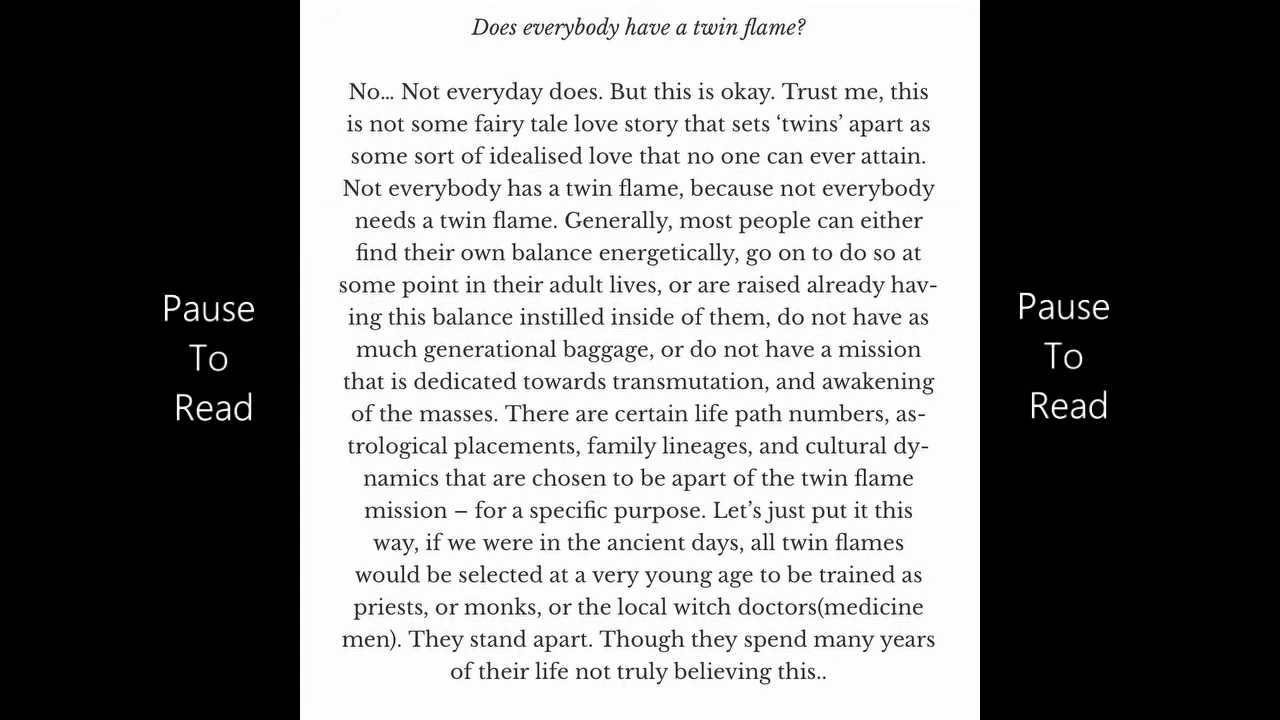 Does everybody have a twin flame?
No... Not everyday does. But this is okay. Trust me, this
is not some fairy tale love story that sets ‘twins’ apart as
some sort of idealised love that no one can ever attain.
Not everybody has a twin flame, because not everybody
needs a twin flame. Generally, most people can either
find their own balance energetically, go on to do so at
some point in their adult lives, or are raised already hav-
ing this balance instilled inside of them, do not have as
much generational baggage, or do not have a mission
that is dedicated towards transmutation, and awakening
of the masses. There are certain life path numbers, as-
trological placements, family lineages, and cultural dy-
namics that are chosen to be apart of the twin flame
mission – for a specific purpose. Let’s just put it this
way, if we were in the ancient days, all twin flames
would be selected at a very young age to be trained as
priests, or monks, or the local witch doctors(medicine
men). They stand apart. Though they spend many years
of their life not truly believing this..
Pause
To
Read
Pause
To
Read